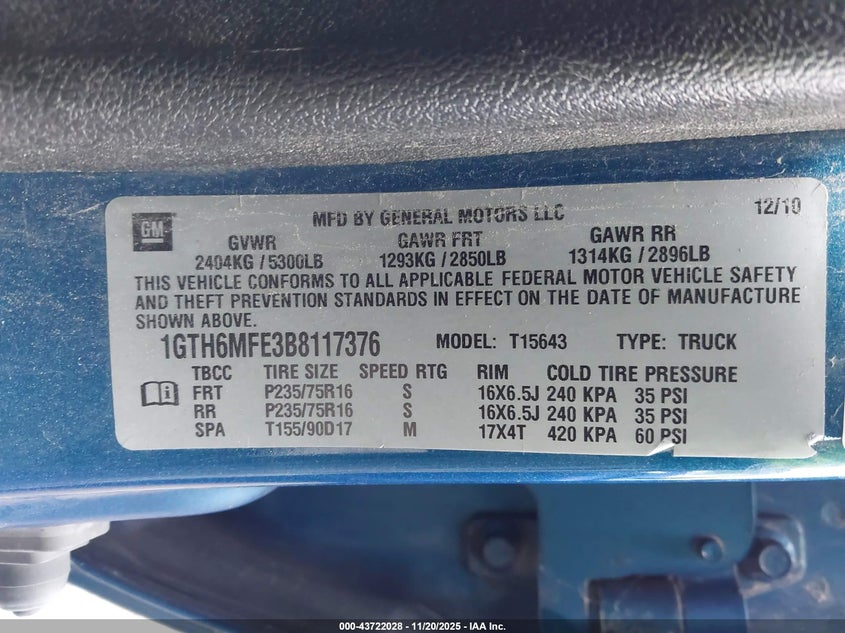 GM
MFD BY GENERAL MOTORS LLC
12/10
GVWR GAWR FRT GAWR RR
2404KG / 5300LB 1293KG / 2850LB 1314KG / 2896LB
THIS VEHICLE CONFORMS TO ALL APPLICABLE FEDERAL MOTOR VEHICLE SAFETY
AND THEFT PREVENTION STANDARDS IN EFFECT ON THE DATE OF MANUFACTURE
SHOWN ABOVE.
1GTH6MFE3B8117376 MODEL: T15643 TYPE: TRUCK
TBCC TIRE SIZE SPEED RTG RIM COLD TIRE PRESSURE
FRT P235/75R16 S 16X6.5J 240 KPA 35 PSI
RR P235/75R16 S 16X6.5J 240 KPA 35 PSI
SPA T155/90D17 M 17X4T 420 KPA 60 PSI
000-43722028 - 11/20/2025 - IAA Inc.